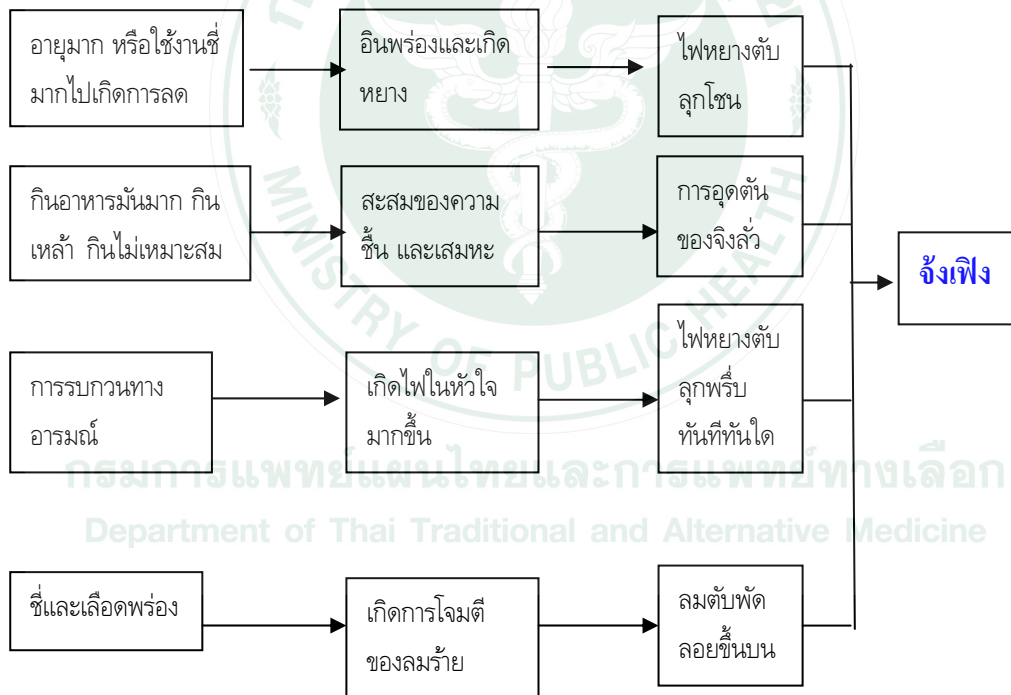 อายุมาก หรือใช้งานชี่
มากไปเกิดการลด
อินพร่องและเกิด
หยาง
ไฟหยางตับ
ลุกโชน
กินอาหารมันมาก กิน
เหล้า กินไม่เหมาะสม
สะสมของความ
ชื้น และเสมหะ
การอุดตัน
ของจิงลั่ว
จ้งเฟิง
การรบกวนทาง
อารมณ์
เกิดไฟในหัวใจ
มากขึ้น
ไฟหยางตับ
ลุกพรึ่บ
ทันทีทันใด
ชี่และเลือดพร่อง
เกิดการโจมตี
ของลมร้าย
ลมตับพัด
ลอยขึ้นบน
MINISTRY OF PUBLIC HEALTH
กรมการแพทย์แผนไทยและการแพทย์ทางเลือก
Department of Thai Traditional and Alternative Medicine